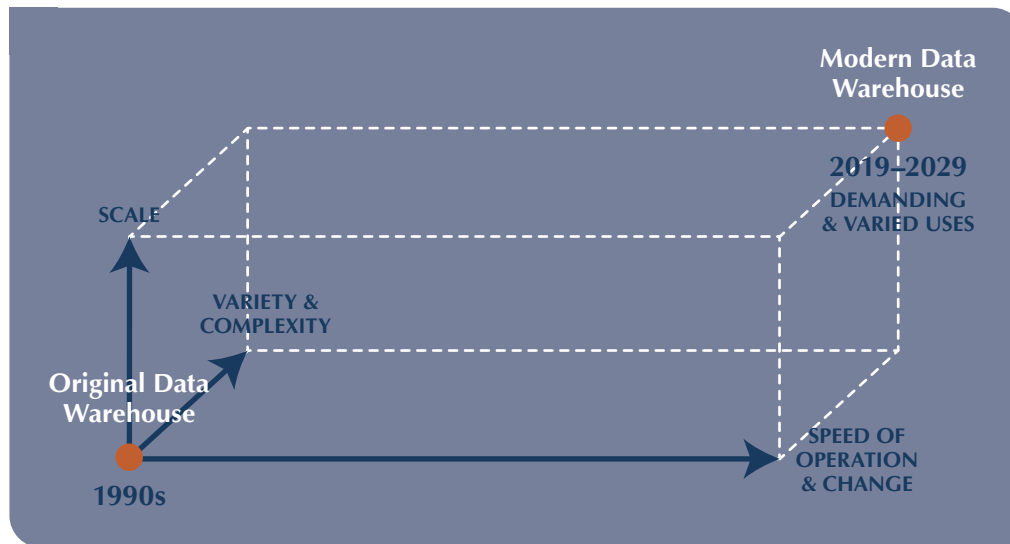 Modern Data
Warehouse
2019–2029
DEMANDING
& VARIED USES
SCALE
VARIETY &
COMPLEXITY
Original Data
Warehouse
1990s
SPEED OF
OPERATION
& CHANGE